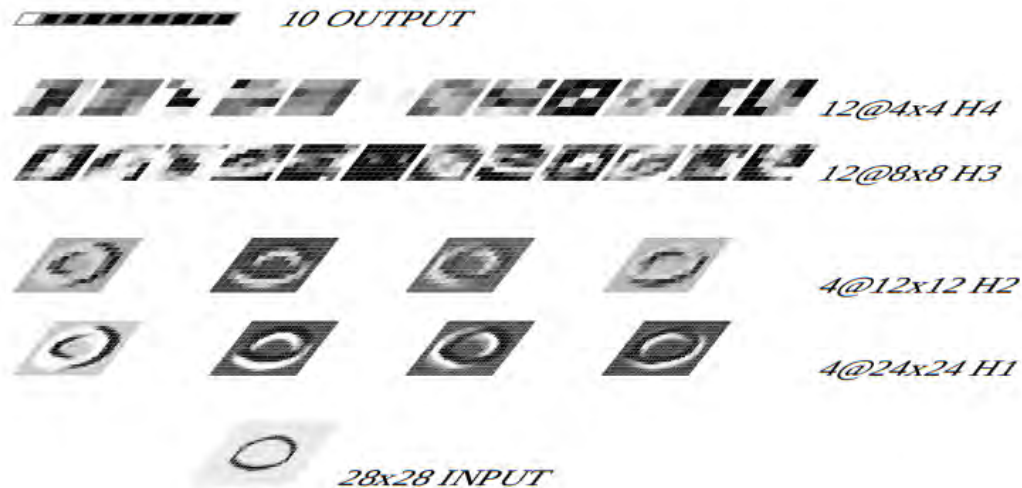 10 OUTPUT
12@4x4 H4
12@8x8 H3
4@12x12 H2
4@24x24 H1
28x28 INPUT